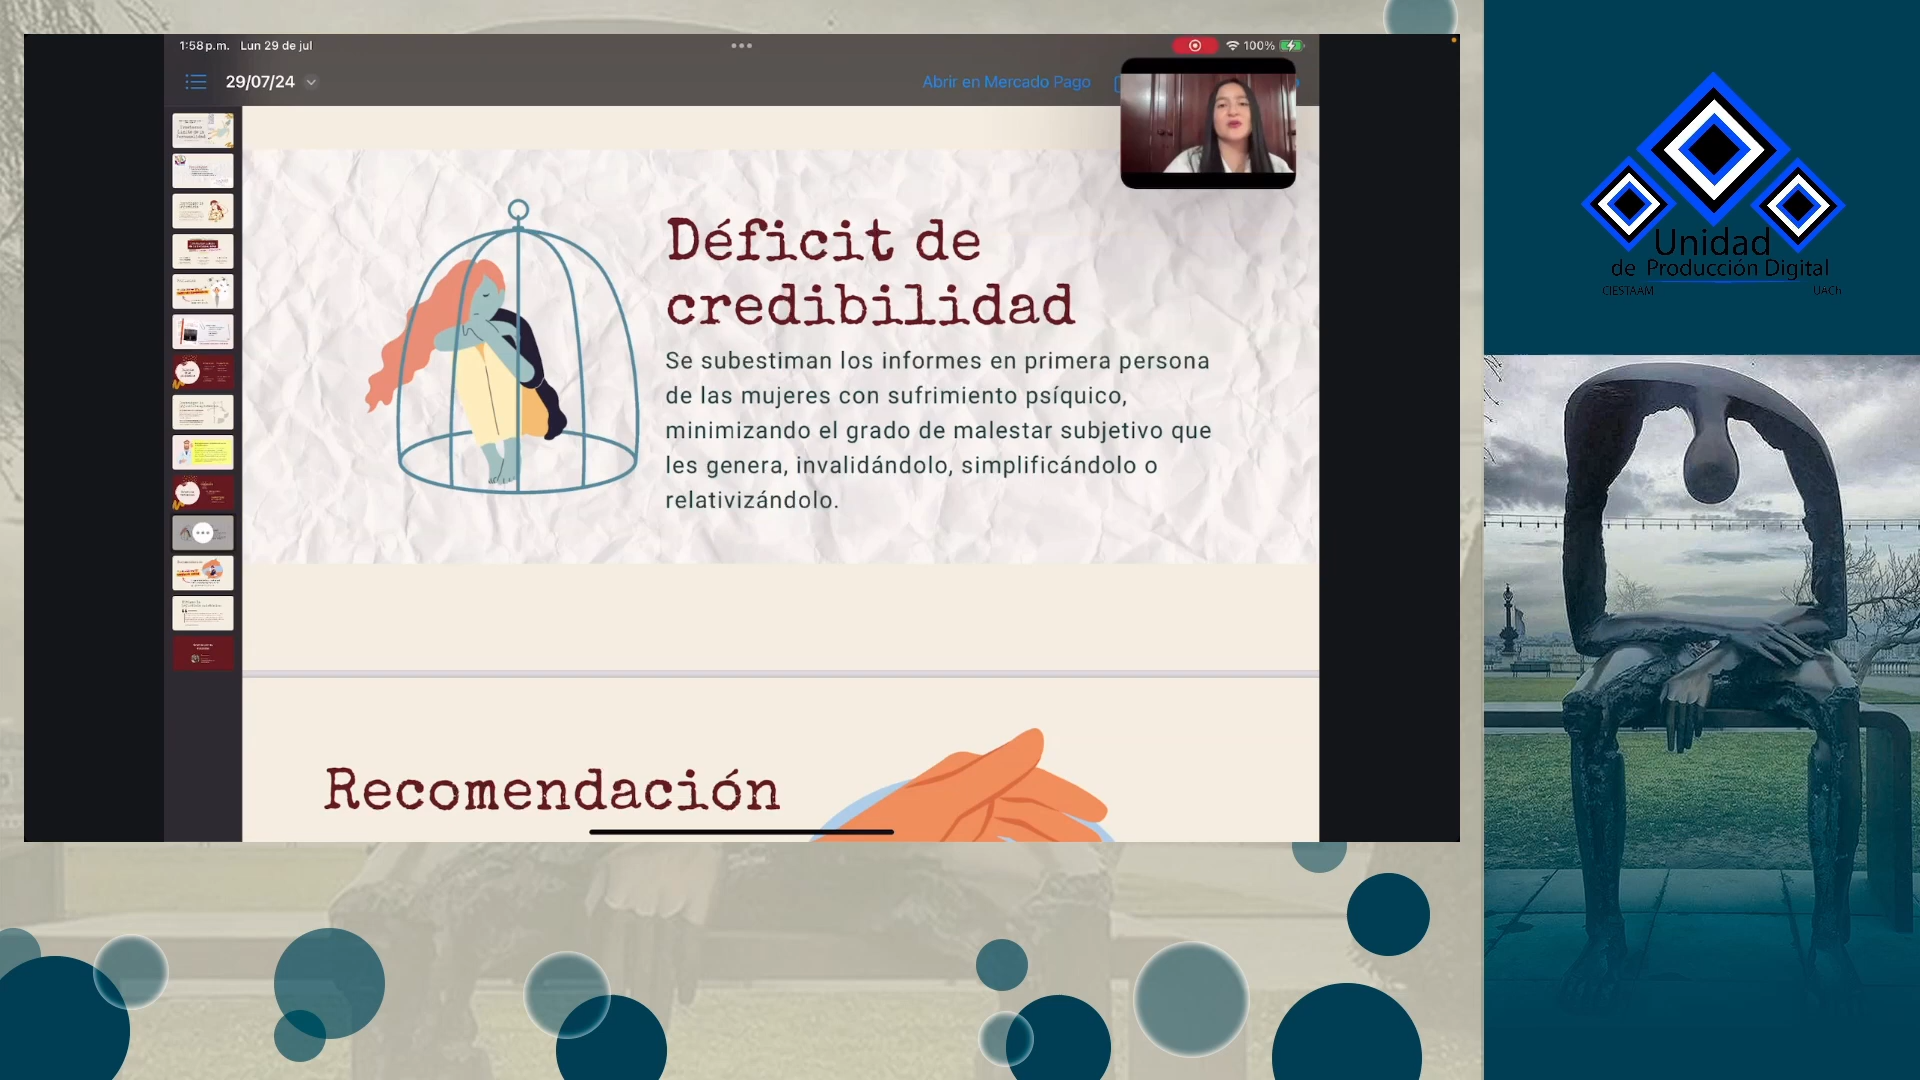 1:58 p.m. Lun 29 de jul
100%
29/07/24
Abrir en Mercado Pago
Déficit de
credibilidad
Se subestiman los informes en primera persona
de las mujeres con sufrimiento psíquico,
minimizando el grado de malestar subjetivo que
les genera, invalidándolo, simplificándolo o
relativizándolo.
Recomendación
Unidad
de Producción Digital
CIESTAAM
UACh